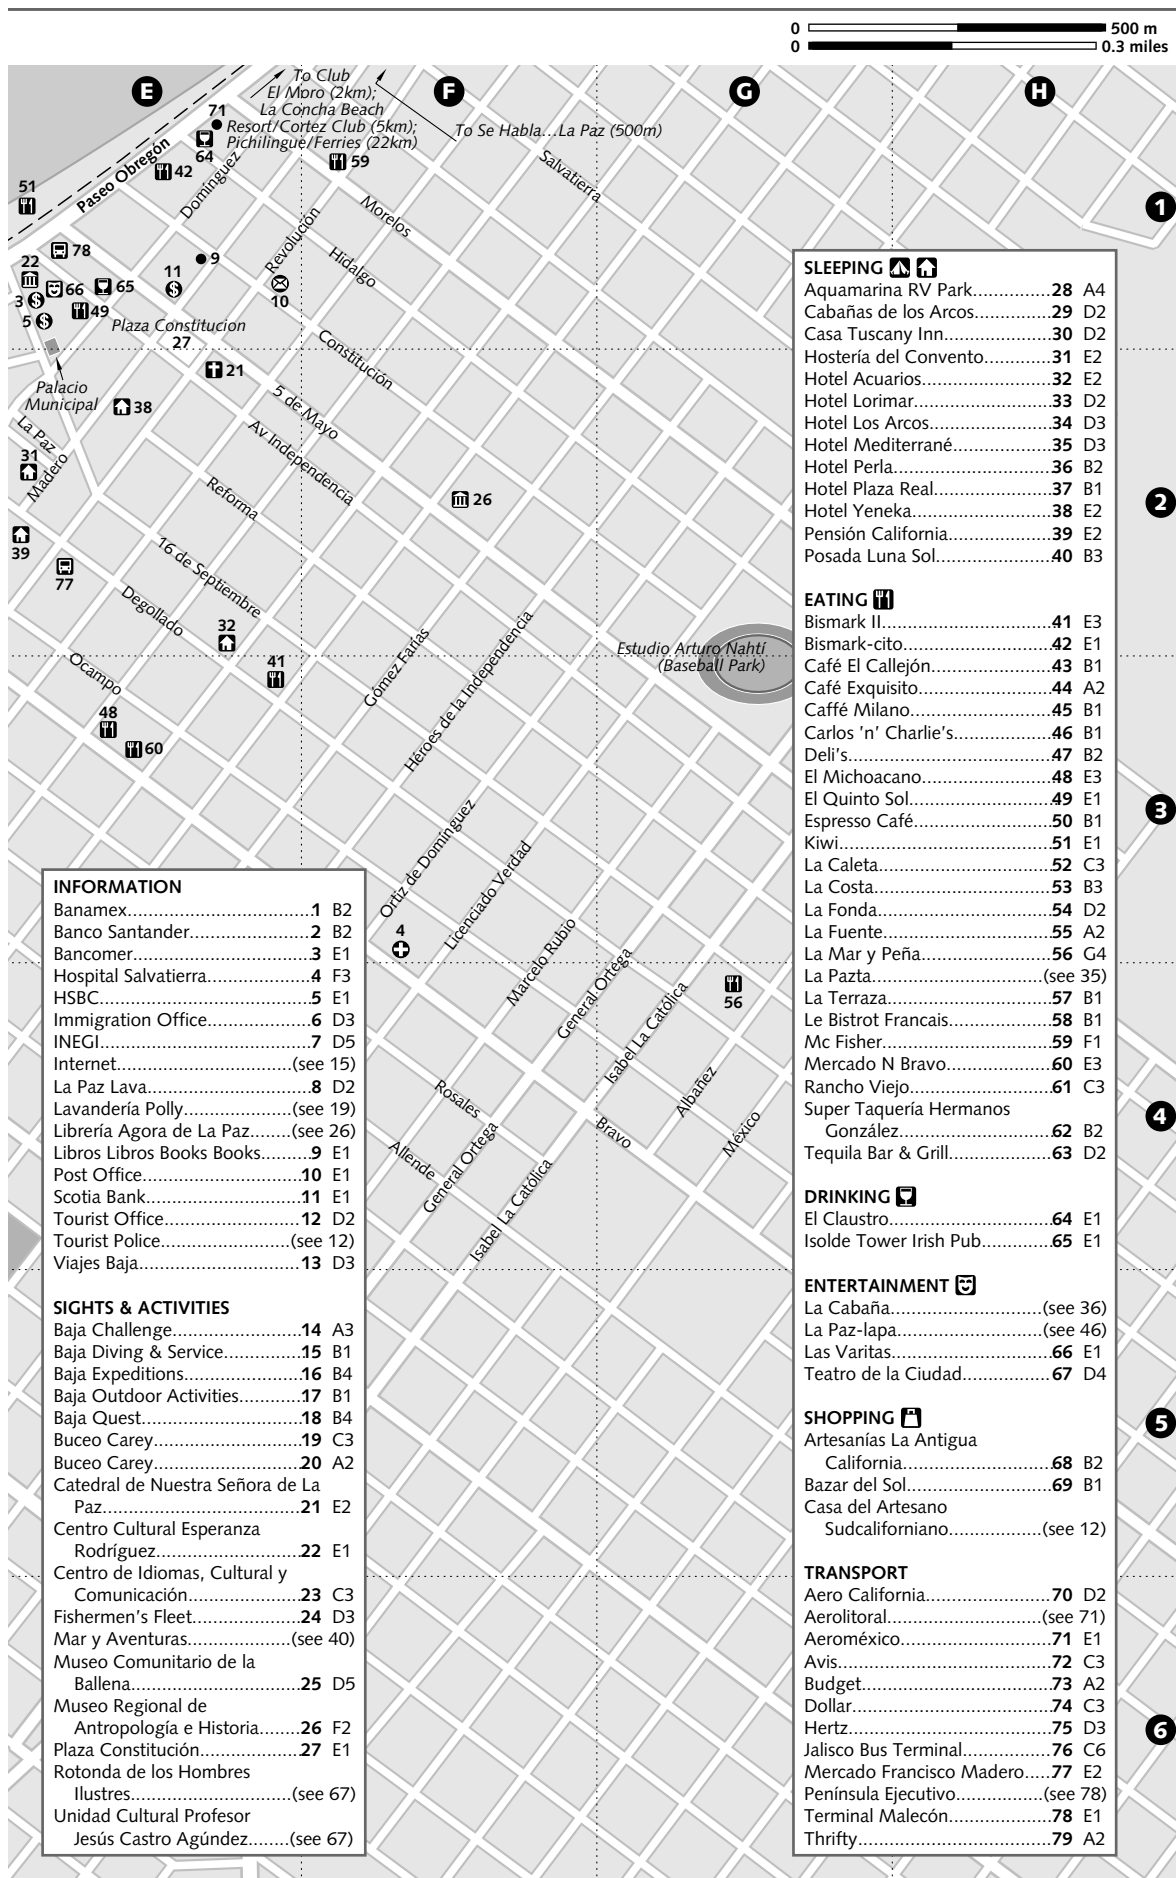 0 500 m
0 0.3 miles
E
F
G
H
To Club
El Moro (2km);
La Concha Beach
Resort/Cortez Club (5km);
Pichilingue/Ferries (22km)
To Se Habla...La Paz (500m)
71
64
42
59
51
Paseo Obregón
Domínguez
Salvatierra
Morelos
Revolución
Hidalgo
1
78
22
66
65
11
9
10
3
49
5
Plaza Constitucion
27
Constitución
21
Palacio
Municipal
38
5 de Mayo
Av Independencia
La Paz
31
Madero
Reforma
26
2
39
77
16 de Septiembre
Degollado
32
Ocampo
41
Gómez Farías
Héroes de la Independencia
Estudio Arturo Nahtí
(Baseball Park)
48
60
3
Ortiz de Domínguez
Licenciado Verdad
4
Marcelo Rubio
General Ortega
Isabel La Católica
56
Rosales
Albañez
Bravo
México
Allende
General Ortega
Isabel La Católica
4
5
6
INFORMATION
Banamex....................................1 B2
Banco Santander........................2 B2
Bancomer..................................3 E1
Hospital Salvatierra.....................4 F3
HSBC.........................................5 E1
Immigration Office......................6 D3
INEGI........................................7 D5
Internet................................(see 15)
La Paz Lava................................8 D2
Lavandería Polly....................(see 19)
Librería Agora de La Paz.......(see 26)
Libros Libros Books Books..........9 E1
Post Office...............................10 E1
Scotia Bank..............................11 E1
Tourist Office...........................12 D2
Tourist Police........................(see 12)
Viajes Baja...............................13 D3
SIGHTS & ACTIVITIES
Baja Challenge.........................14 A3
Baja Diving & Service................15 B1
Baja Expeditions.......................16 B4
Baja Outdoor Activities.............17 B1
Baja Quest...............................18 B4
Buceo Carey............................19 C3
Buceo Carey............................20 A2
Catedral de Nuestra Señora de La
Paz.....................................21 E2
Centro Cultural Esperanza
Rodríguez............................22 E1
Centro de Idiomas, Cultural y
Comunicación.....................23 C3
Fishermen's Fleet.....................24 D3
Mar y Aventuras...................(see 40)
Museo Comunitario de la
Ballena................................25 D5
Museo Regional de
Antropología e Historia........26 F2
Plaza Constitución....................27 E1
Rotonda de los Hombres
Ilustres.............................(see 67)
Unidad Cultural Profesor
Jesús Castro Agúndez........(see 67)
SLEEPING
Aquamarina RV Park................28 A4
Cabañas de los Arcos...............29 D2
Casa Tuscany Inn.....................30 D2
Hostería del Convento..............31 E2
Hotel Acuarios.........................32 E2
Hotel Lorimar...........................33 D2
Hotel Los Arcos........................34 D3
Hotel Mediterrané....................35 D3
Hotel Perla...............................36 B2
Hotel Plaza Real.......................37 B1
Hotel Yeneka...........................38 E2
Pensión California.....................39 E2
Posada Luna Sol.......................40 B3
EATING
Bismark II.................................41 E3
Bismark-cito.............................42 E1
Café El Callejón........................43 B1
Café Exquisito..........................44 A2
Caffé Milano............................45 B1
Carlos 'n' Charlie's....................46 B1
Deli's.......................................47 B2
El Michoacano..........................48 E3
El Quinto Sol............................49 E1
Espresso Café...........................50 B1
Kiwi.........................................51 E1
La Caleta..................................52 C3
La Costa...................................53 B3
La Fonda..................................54 D2
La Fuente.................................55 A2
La Mar y Peña..........................56 G4
La Pazta................................(see 35)
La Terraza................................57 B1
Le Bistrot Francais.....................58 B1
Mc Fisher.................................59 F1
Mercado N Bravo.....................60 E3
Rancho Viejo............................61 C3
Super Taquería Hermanos
González..............................62 B2
Tequila Bar & Grill.....................63 D2
DRINKING
El Claustro................................64 E1
Isolde Tower Irish Pub...............65 E1
ENTERTAINMENT
La Cabaña.............................(see 36)
La Paz-lapa............................(see 46)
Las Varitas................................66 E1
Teatro de la Ciudad...................67 D4
SHOPPING
Artesanías La Antigua
California.............................68 B2
Bazar del Sol............................69 B1
Casa del Artesano
Sudcaliforniano..................(see 12)
TRANSPORT
Aero California.........................70 D2
Aerolitoral.............................(see 71)
Aeroméxico..............................71 E1
Avis.........................................72 C3
Budget.....................................73 A2
Dollar.......................................74 C3
Hertz.......................................75 D3
Jalisco Bus Terminal...................76 C6
Mercado Francisco Madero.....77 E2
Península Ejecutivo................(see 78)
Terminal Malecón.....................78 E1
Thrifty......................................79 A2